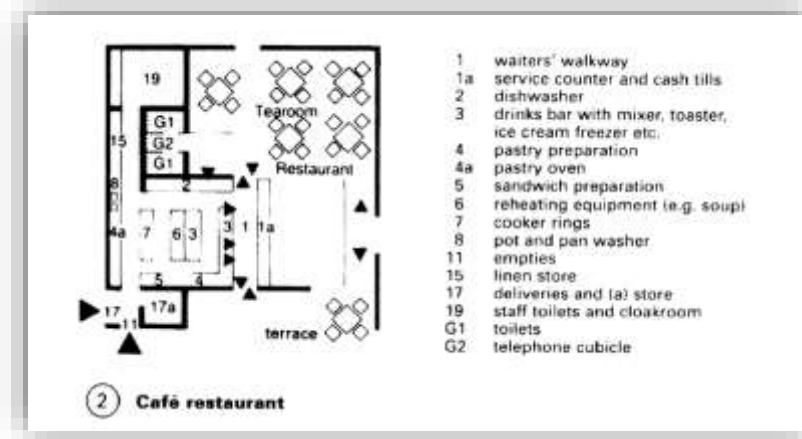 19
G1
G2
G1
15
8
4a
2
7
6
3
3
1
1a
5
4
17
17a
11
Tearoom
Restaurant
terrace
1 waiters' walkway
1a service counter and cash tills
2 dishwasher
3 drinks bar with mixer, toaster,
ice cream freezer etc.
4 pastry preparation
4a pastry oven
5 sandwich preparation
6 reheating equipment (e.g. soup)
7 cooker rings
8 pot and pan washer
11 empties
15 linen store
17 deliveries and (a) store
19 staff toilets and cloakroom
G1 toilets
G2 telephone cubicle
2 Café restaurant